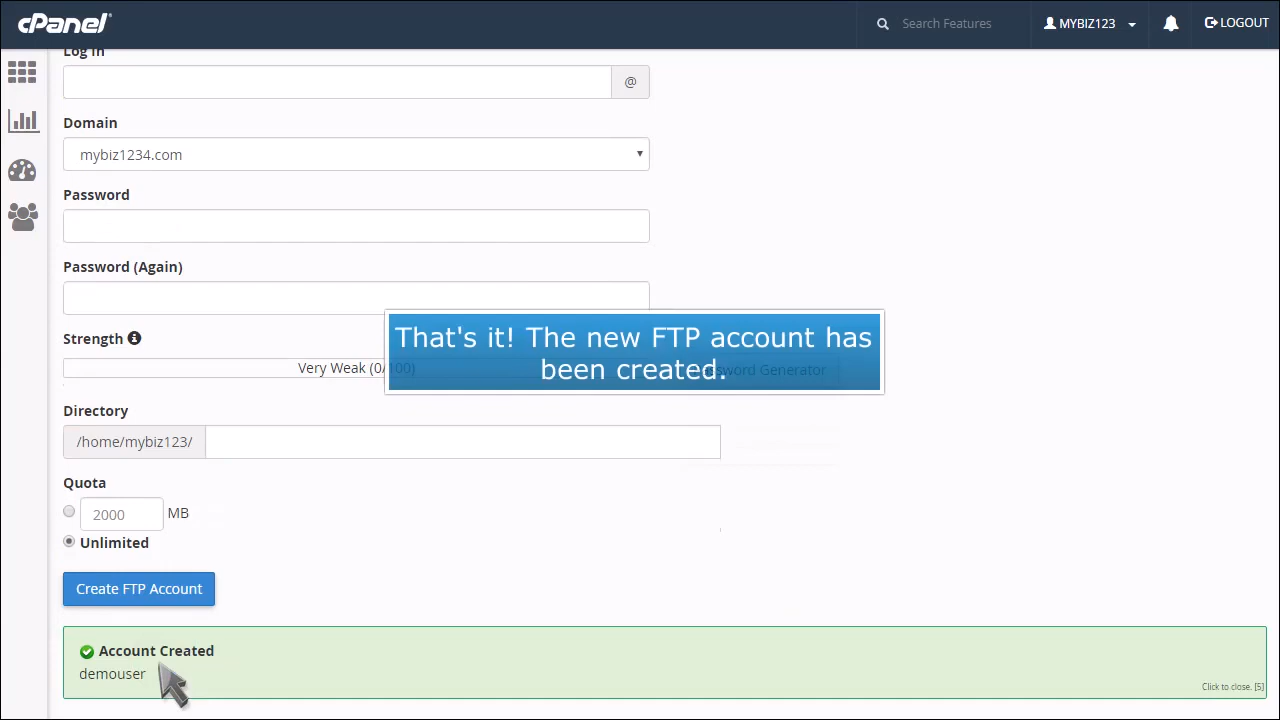 cPanel®
Search Features
MYBIZ123
LOGOUT
Log In
@
Domain
mybiz1234.com
Password
Password (Again)
Strength
That's it! The new FTP account has
been created.
Very Weak (0/100)
Password Generator
Directory
/home/mybiz123/
Quota
2000 MB
Unlimited
Create FTP Account
Account Created
demouser
Click to close. [5]